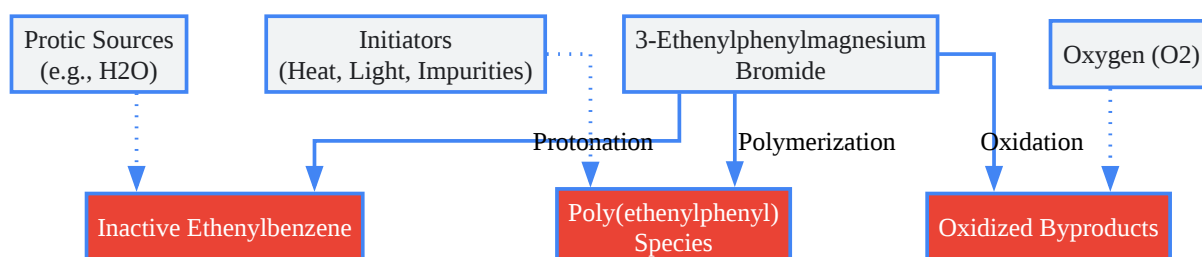 Protic Sources
(e.g., H2O)
Initiators
(Heat, Light, Impurities)
3-Ethenylphenylmagnesium
Bromide
Oxygen (O2)
Protonation
Polymerization
Oxidation
Inactive Ethenylbenzene
Poly(ethenylphenyl)
Species
Oxidized Byproducts